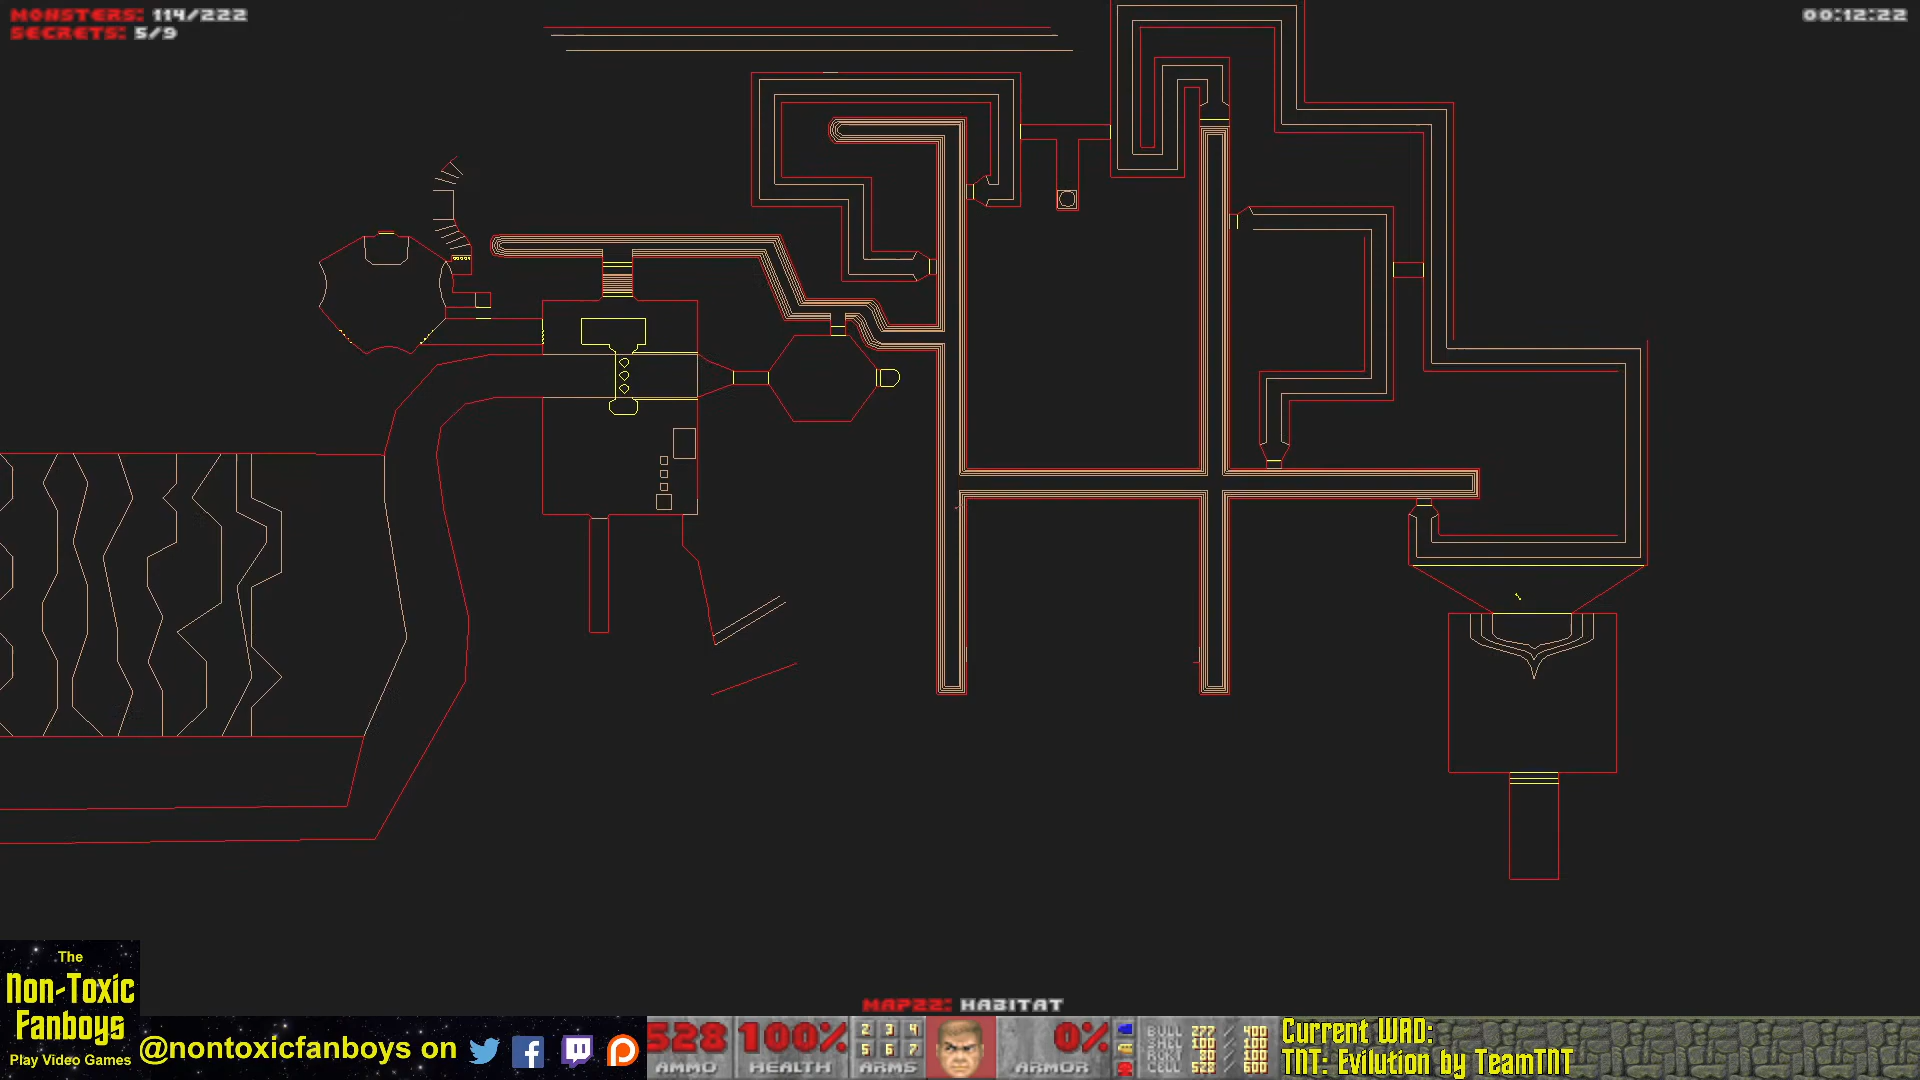 MONSTERS: 114/222
SECRETS: 5/9
00:12:22
MAP22: HABITAT
The
Non-Toxic
Fanboys
Play Video Games
@nontoxicfanboys on
528
AMMO
100%
HEALTH
2 3 4
5 6 7
ARMS
0%
ARMOR
BULL 277 / 400
SHEL 100 / 100
RCKT 80 / 100
CELL 528 / 600
Current WAD:
TNT: Evilution by TeamTNT